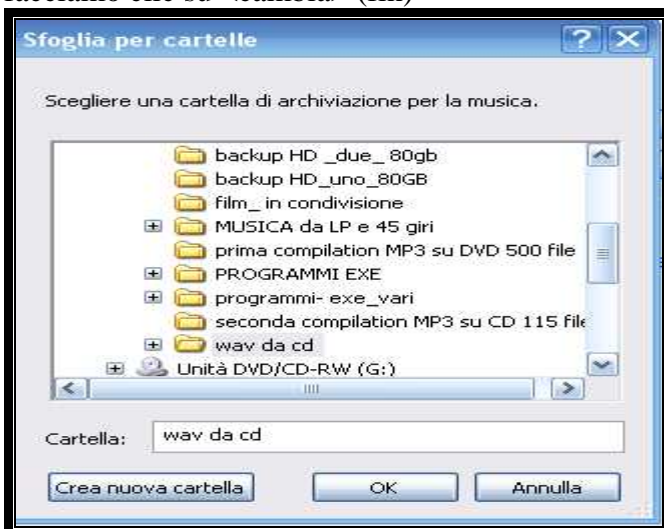 Sfoglia per cartelle
Scegliere una cartella di archiviazione per la musica.
backup HD _due_ 80gb
backup HD_uno_80GB
film_ in condivisione
MUSICA da LP e 45 giri
prima compilation MP3 su DVD 500 file
PROGRAMMI EXE
programmi- exe_vari
seconda compilation MP3 su CD 115 file
wav da cd
Unità DVD/CD-RW (G:)
Cartella: wav da cd
Crea nuova cartella OK Annulla